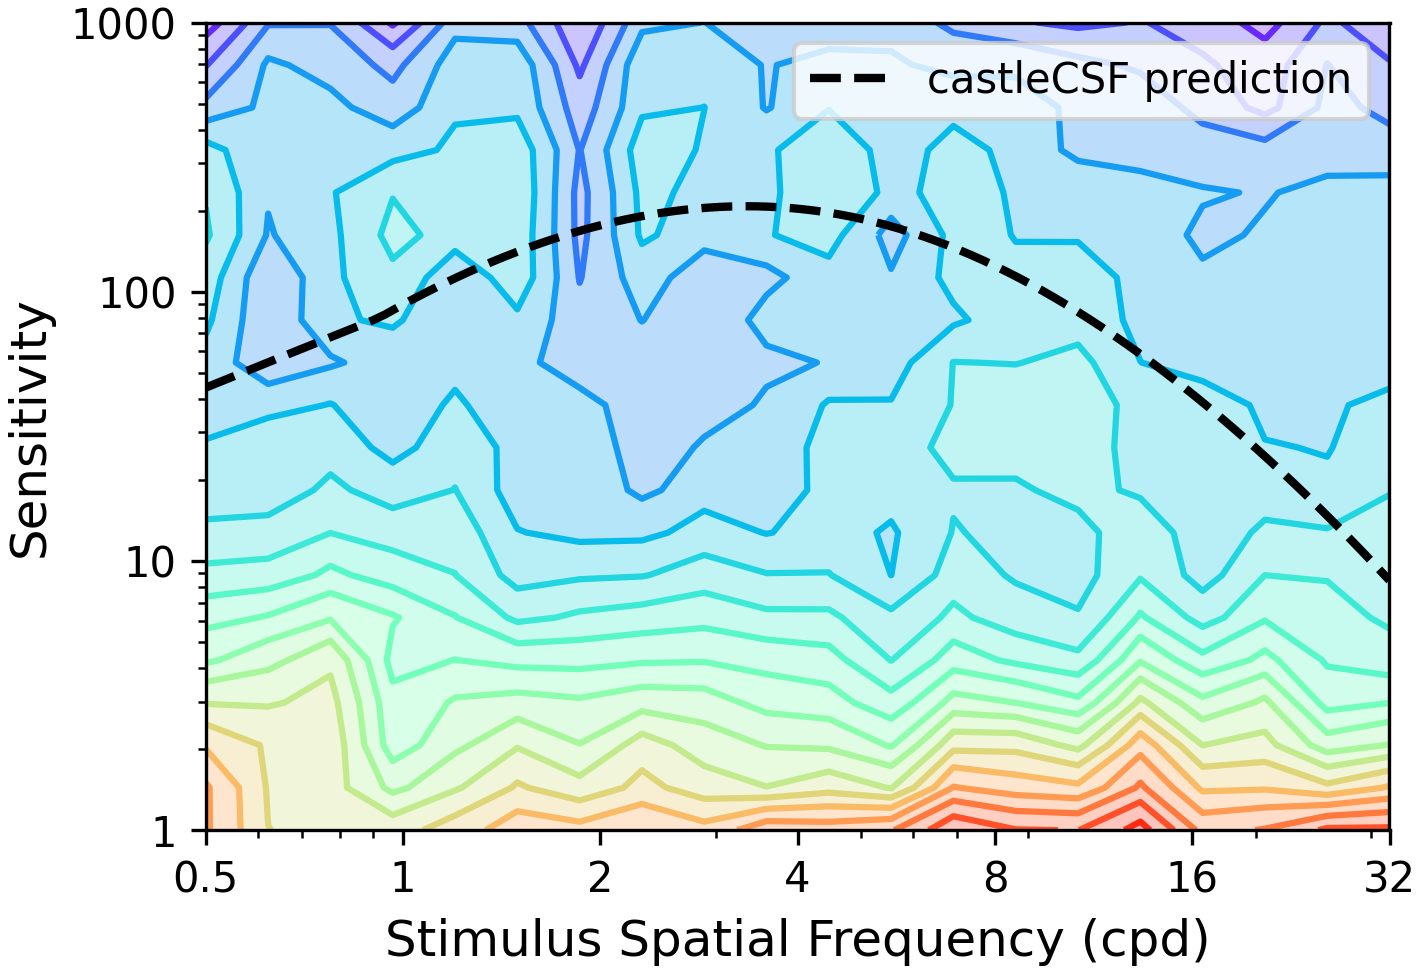 1000
100
10
1
Sensitivity
castleCSF prediction
0.5 1 2 4 8 16 32
Stimulus Spatial Frequency (cpd)